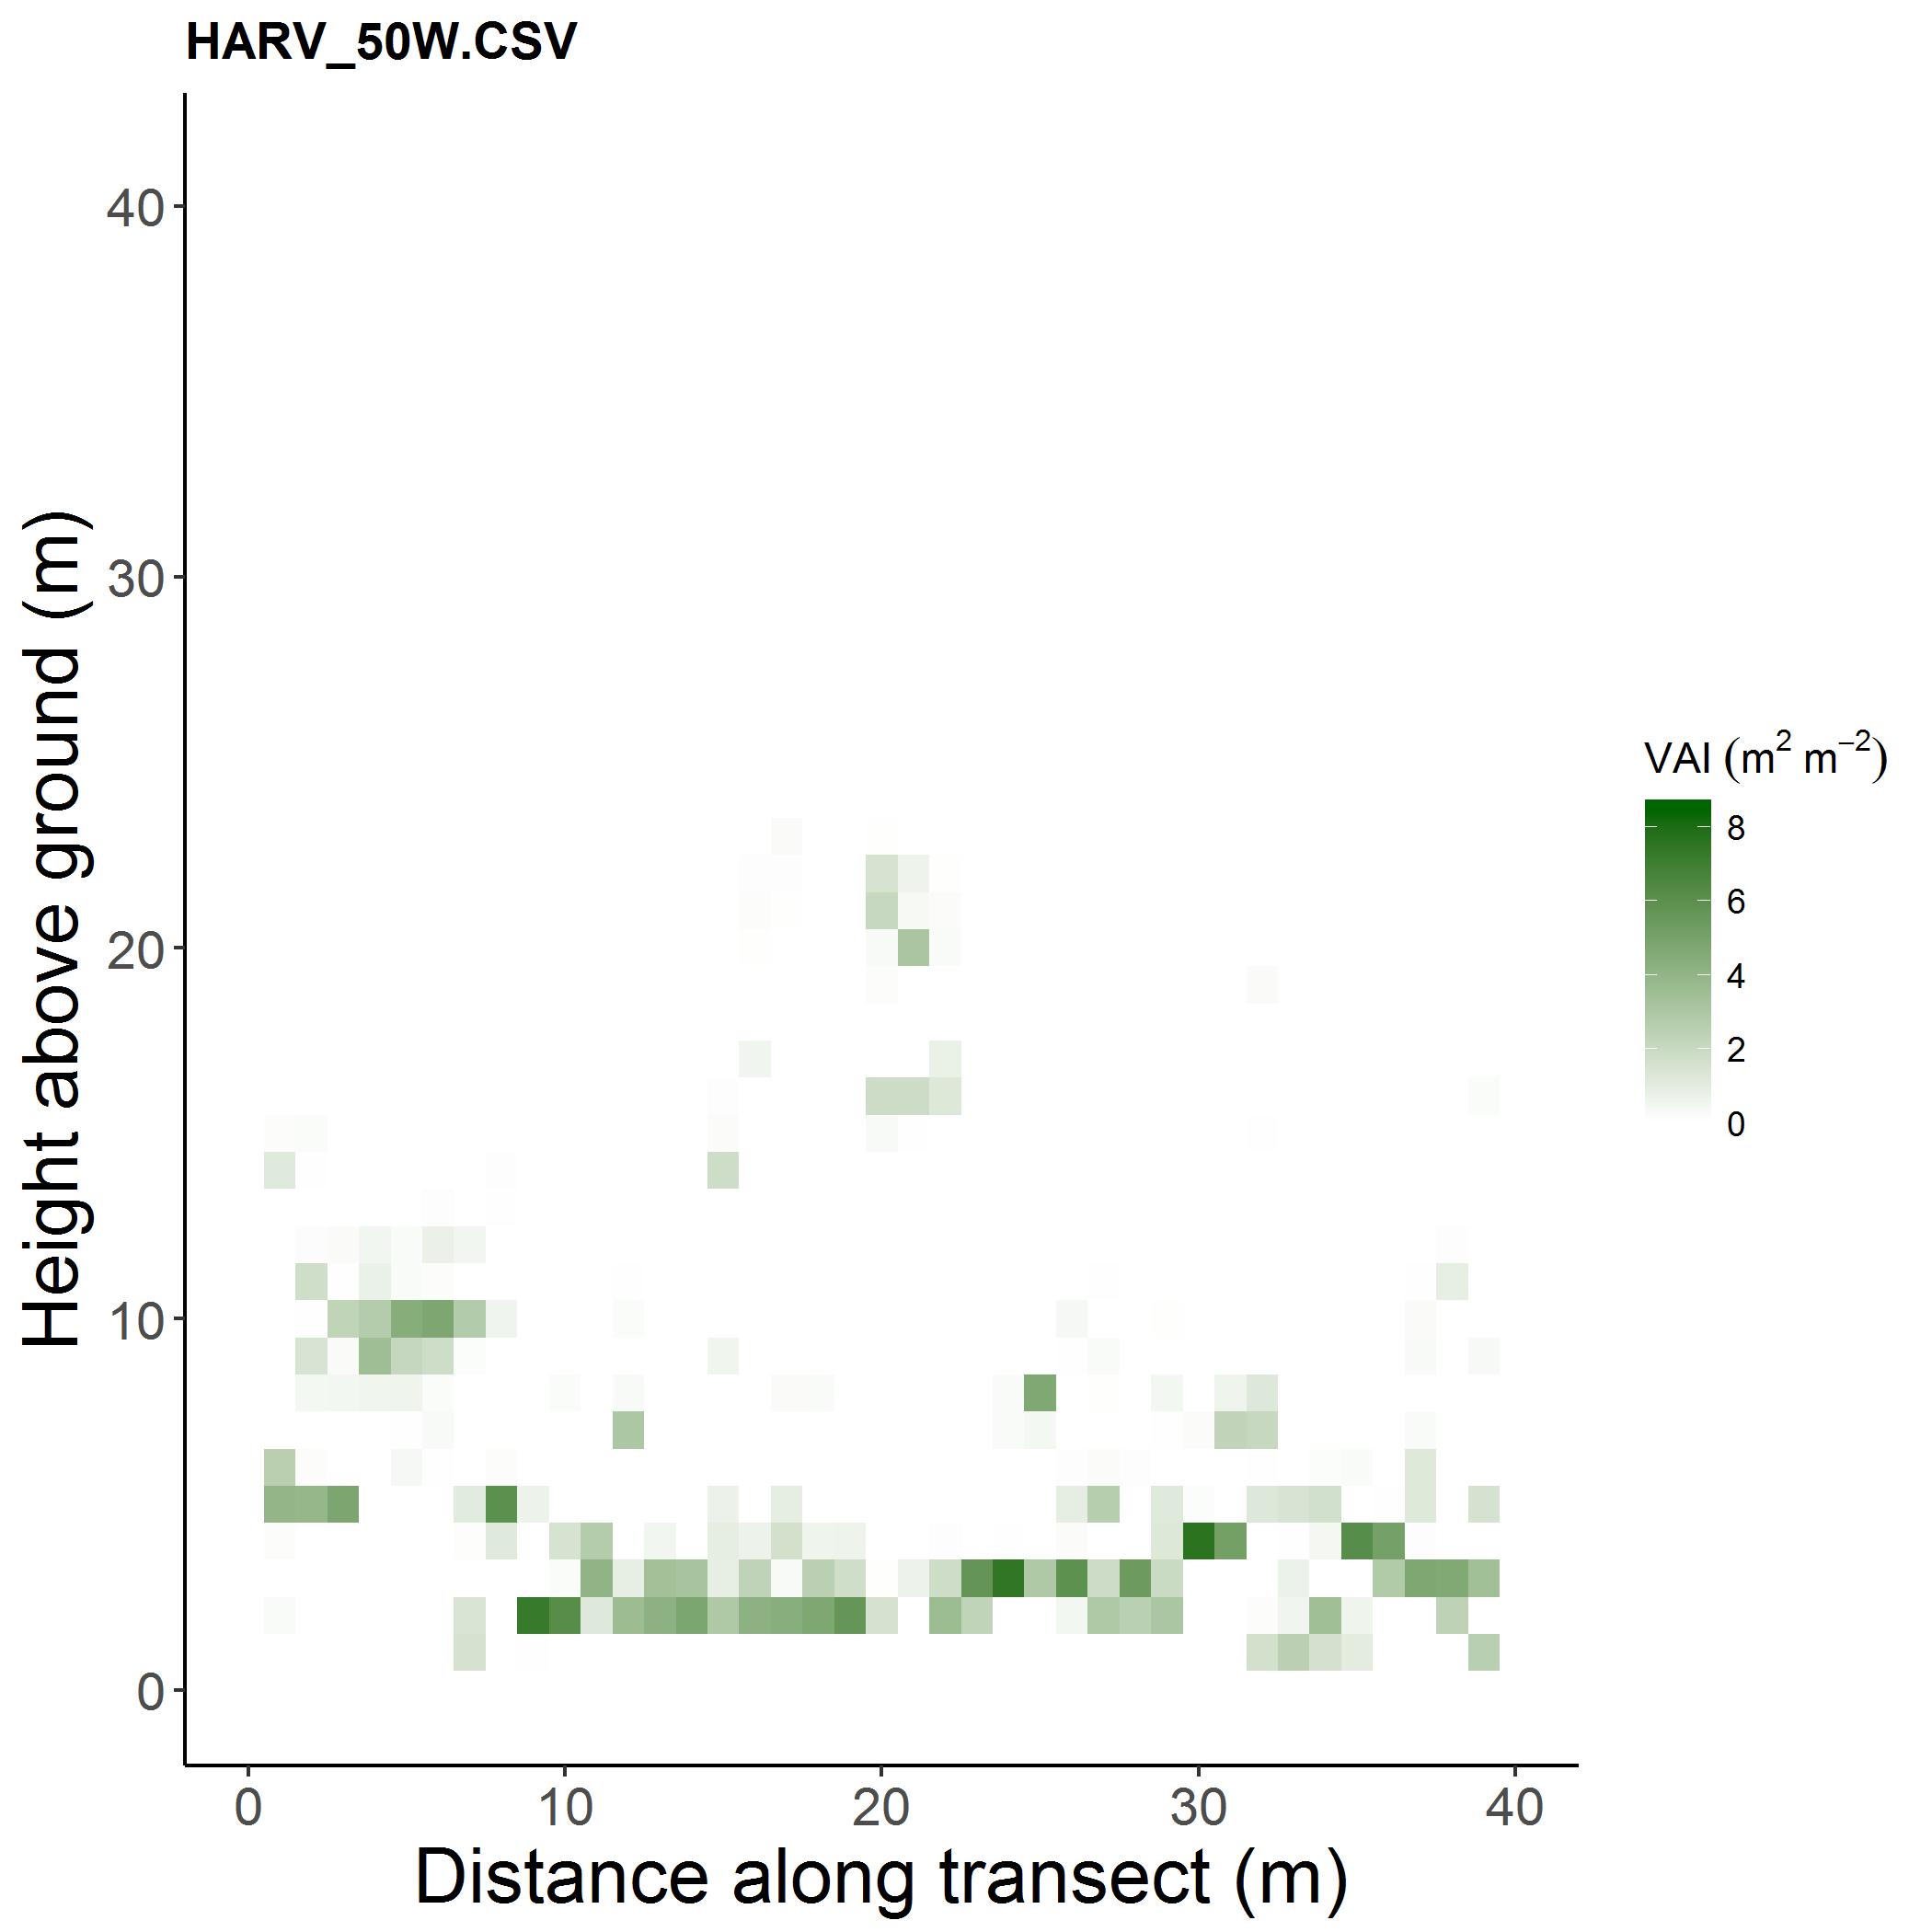 HARV_50W.CSV
40
30
20
10
0
Height above ground (m)
0 10 20 30 40
Distance along transect (m)
VAI (m² m⁻²)
8
6
4
2
0